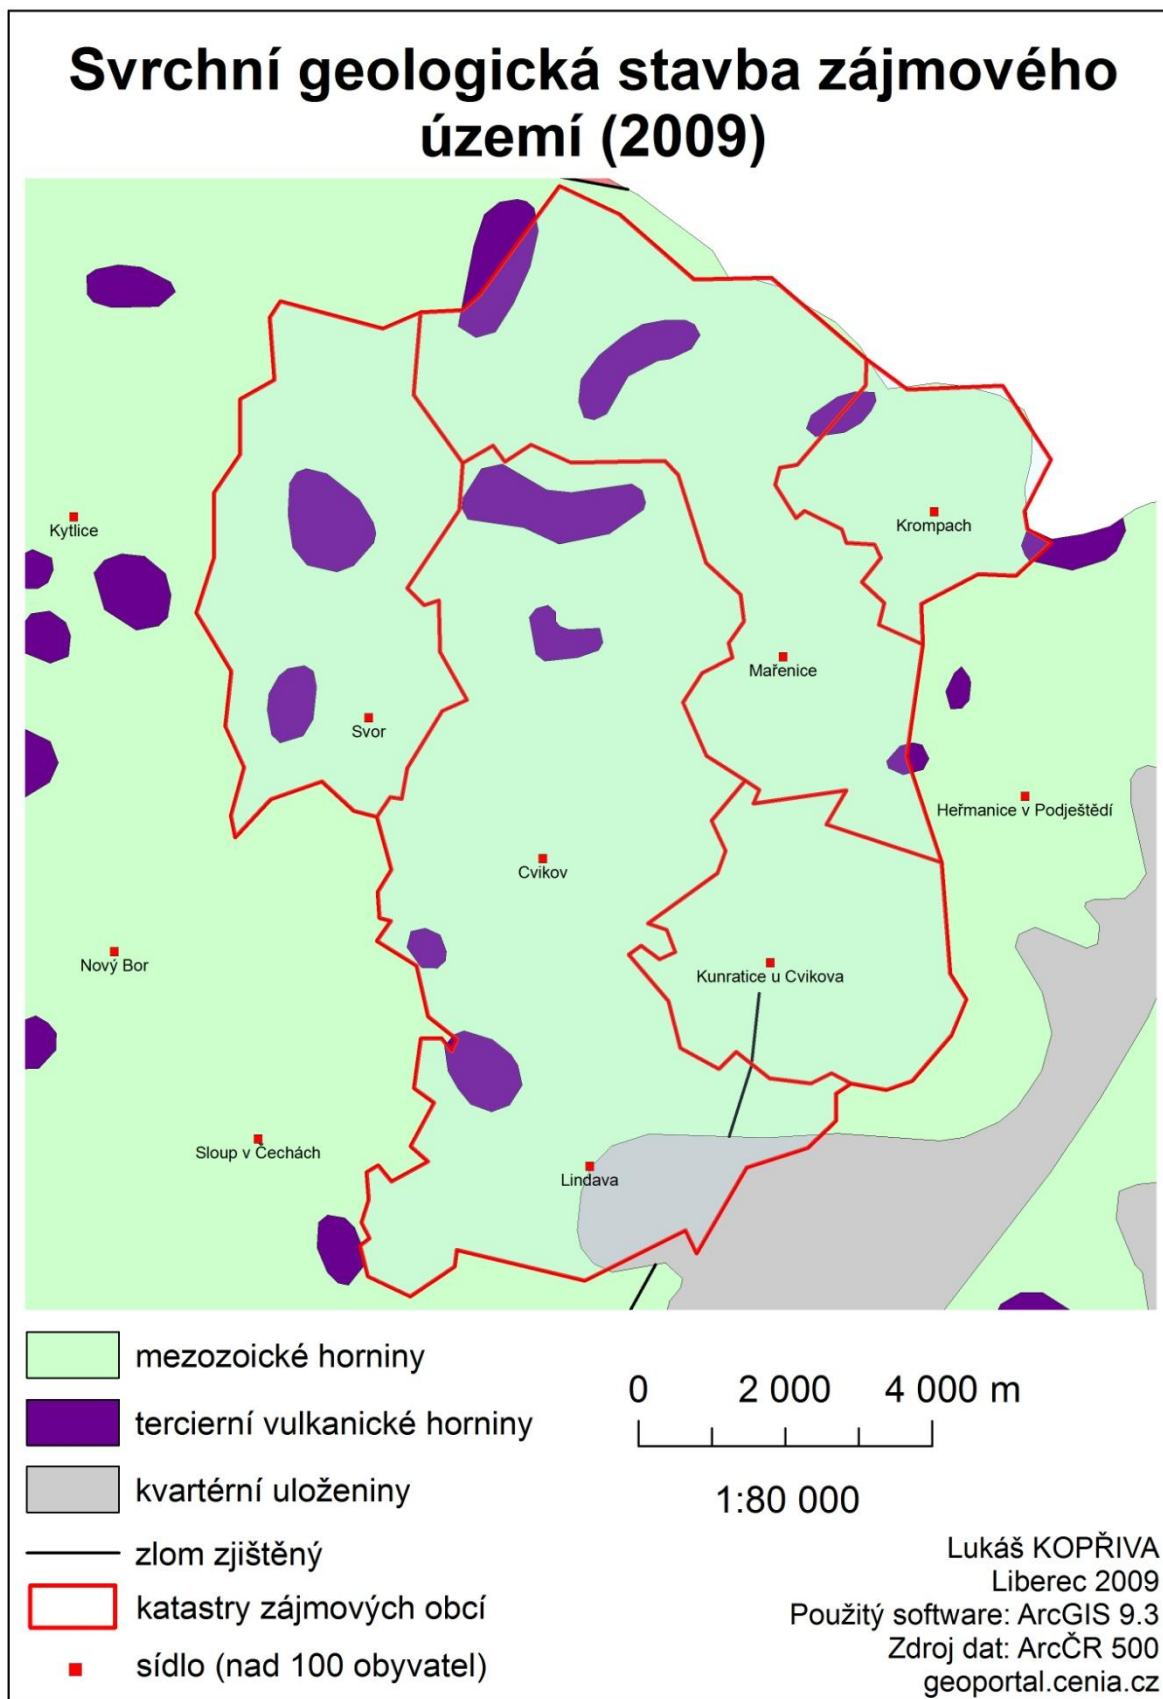 Svrchní geologická stavba zájmového
území (2009)
Kytlice
Krompach
Mařenice
Svor
Heřmanice v Podještědí
Cvikov
Nový Bor
Kunratice u Cvikova
Sloup v Čechách
Lindava
mezozoické horniny
tercierní vulkanické horniny
kvartérní uloženiny
zlom zjištěný
katastry zájmových obcí
sídlo (nad 100 obyvatel)
0 2 000 4 000 m
1:80 000
Lukáš KOPŘIVA
Liberec 2009
Použitý software: ArcGIS 9.3
Zdroj dat: ArcČR 500
geoportal.cenia.cz